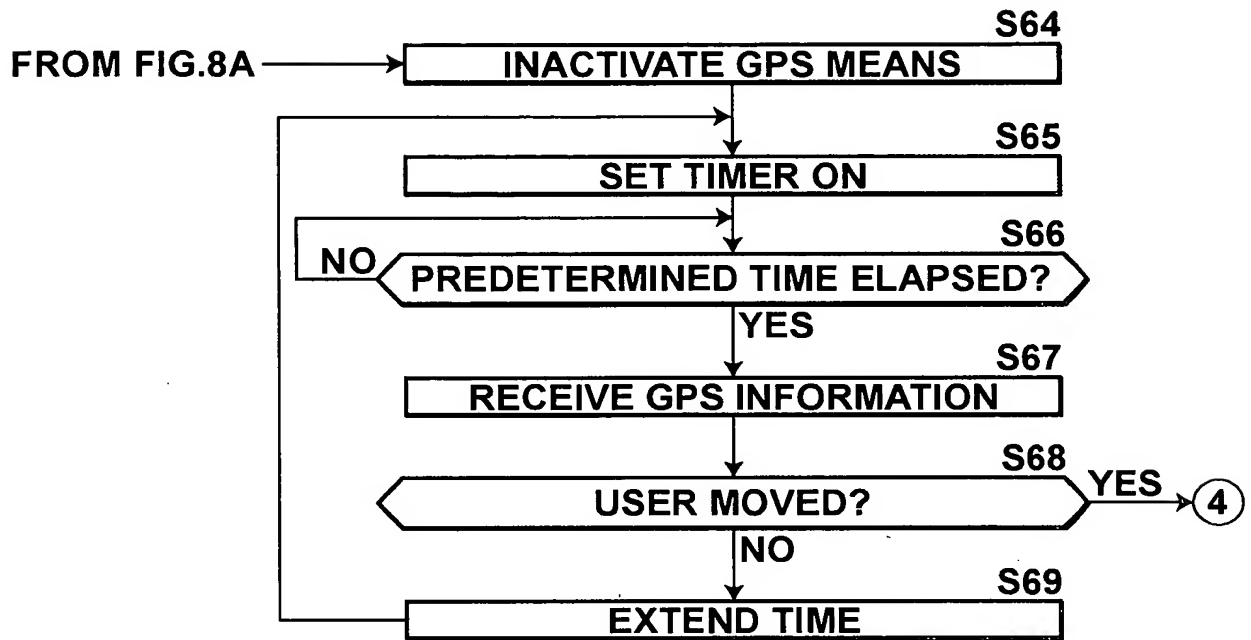 S64
FROM FIG.8A
INACTIVATE GPS MEANS
S65
SET TIMER ON
S66
NO
PREDETERMINED TIME ELAPSED?
YES
S67
RECEIVE GPS INFORMATION
S68
USER MOVED?
YES
4
NO
S69
EXTEND TIME